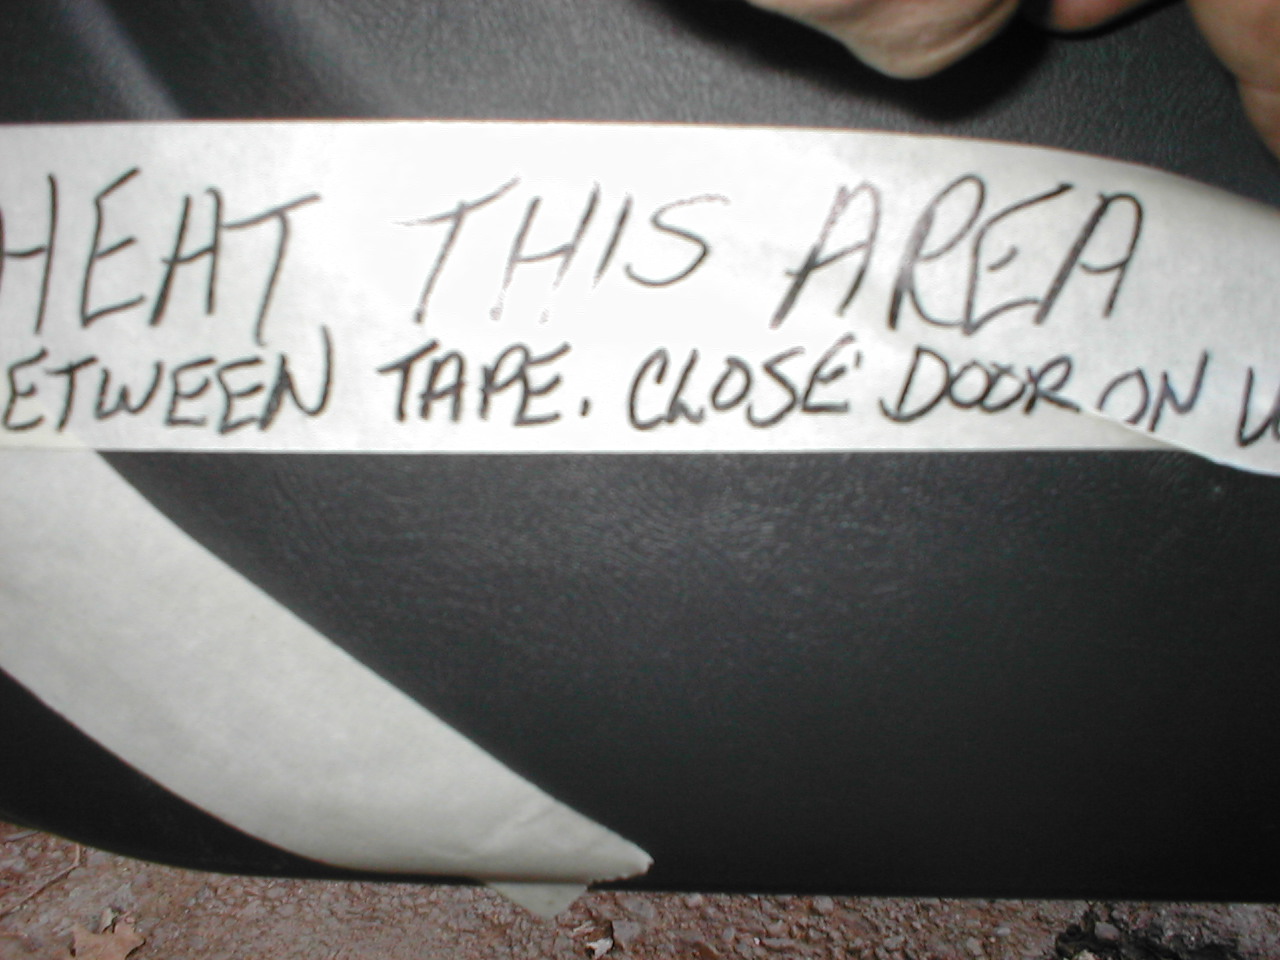 HEAT THIS AREA
ETWEEN TAPE. CLOSE DOOR ON